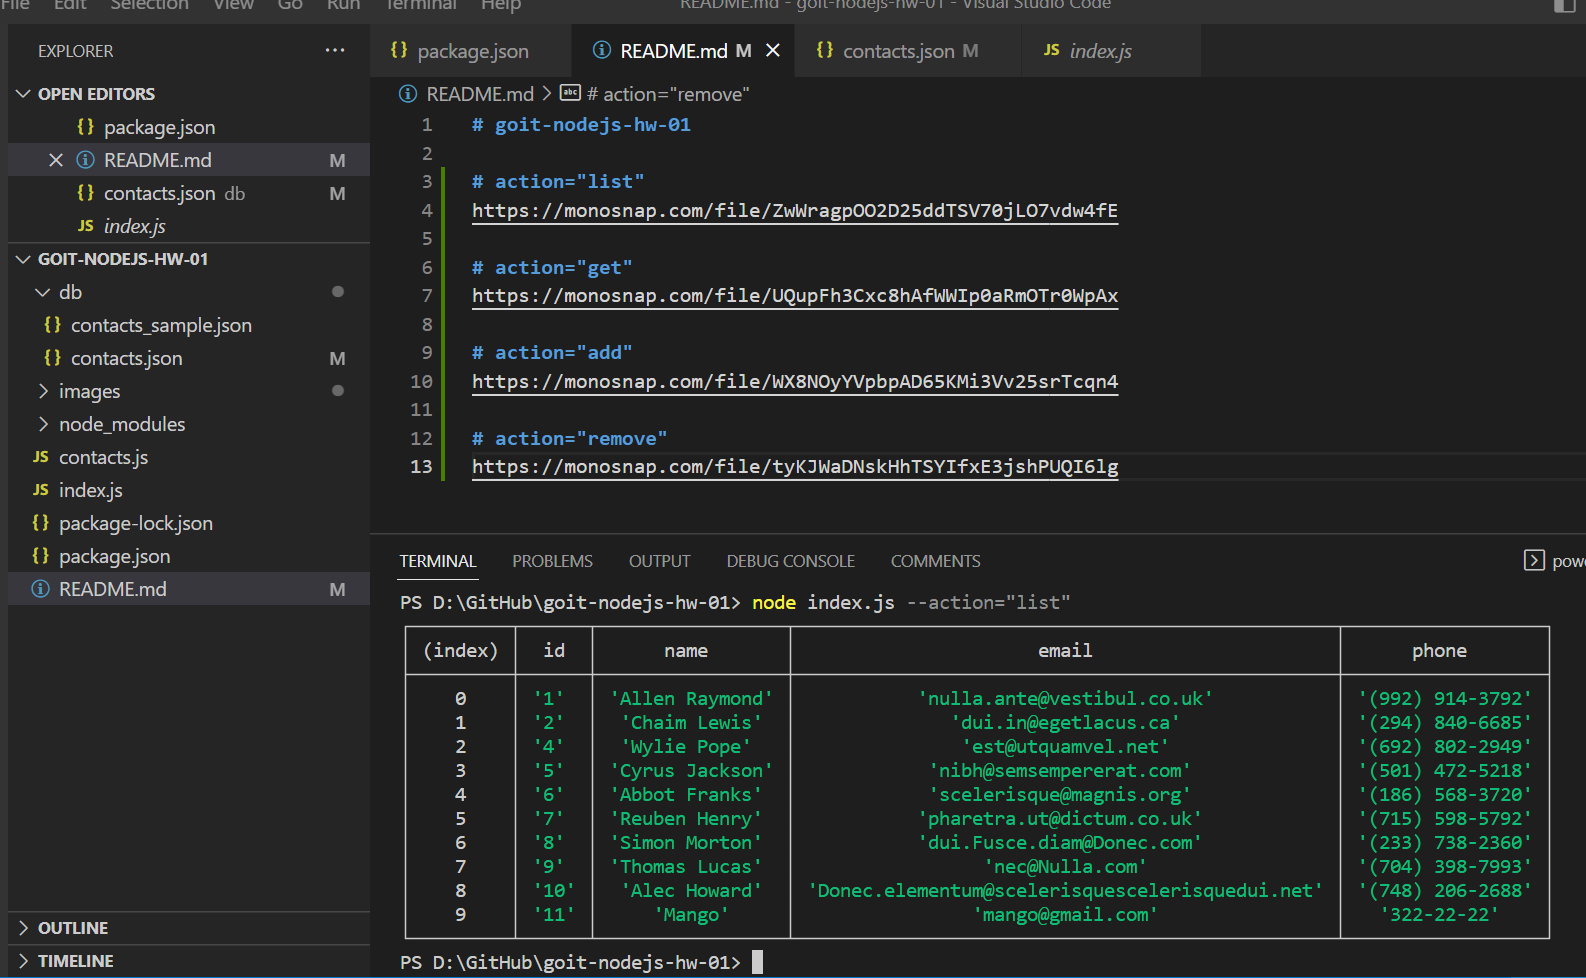 File Edit Selection View Go Run Terminal Help README.md - goit-nodejs-hw-01 - Visual Studio Code
EXPLORER ···
{} package.json README.md M {} contacts.json M JS index.js
OPEN EDITORS
{} package.json
README.md M
{} contacts.json db M
JS index.js
GOIT-NODEJS-HW-01
db
{} contacts_sample.json
{} contacts.json M
images
node_modules
JS contacts.js
JS index.js
{} package-lock.json
{} package.json
README.md M
OUTLINE
TIMELINE
README.md > abc # action="remove"
1 # goit-nodejs-hw-01
2
3 # action="list"
4 https://monosnap.com/file/ZwWragpOO2D25ddTSV70jLO7vdw4fE
5
6 # action="get"
7 https://monosnap.com/file/UQupFh3Cxc8hAfWWIp0aRmOTr0WpAx
8
9 # action="add"
10 https://monosnap.com/file/WX8NOyYVpbpAD65KMi3Vv25srTcqn4
11
12 # action="remove"
13 https://monosnap.com/file/tyKJWaDNskHhTSYIfxE3jshPUQI6lg
TERMINAL PROBLEMS OUTPUT DEBUG CONSOLE COMMENTS
PS D:\GitHub\goit-nodejs-hw-01> node index.js --action="list"
(index) id name email phone
0 '1' 'Allen Raymond' 'nulla.ante@vestibul.co.uk' '(992) 914-3792'
1 '2' 'Chaim Lewis' 'dui.in@egetlacus.ca' '(294) 840-6685'
2 '4' 'Wylie Pope' 'est@utquamvel.net' '(692) 802-2949'
3 '5' 'Cyrus Jackson' 'nibh@semsempererat.com' '(501) 472-5218'
4 '6' 'Abbot Franks' 'scelerisque@magnis.org' '(186) 568-3720'
5 '7' 'Reuben Henry' 'pharetra.ut@dictum.co.uk' '(715) 598-5792'
6 '8' 'Simon Morton' 'dui.Fusce.diam@Donec.com' '(233) 738-2360'
7 '9' 'Thomas Lucas' 'nec@Nulla.com' '(704) 398-7993'
8 '10' 'Alec Howard' 'Donec.elementum@scelerisquescelerisquedui.net' '(748) 206-2688'
9 '11' 'Mango' 'mango@gmail.com' '322-22-22'
PS D:\GitHub\goit-nodejs-hw-01>